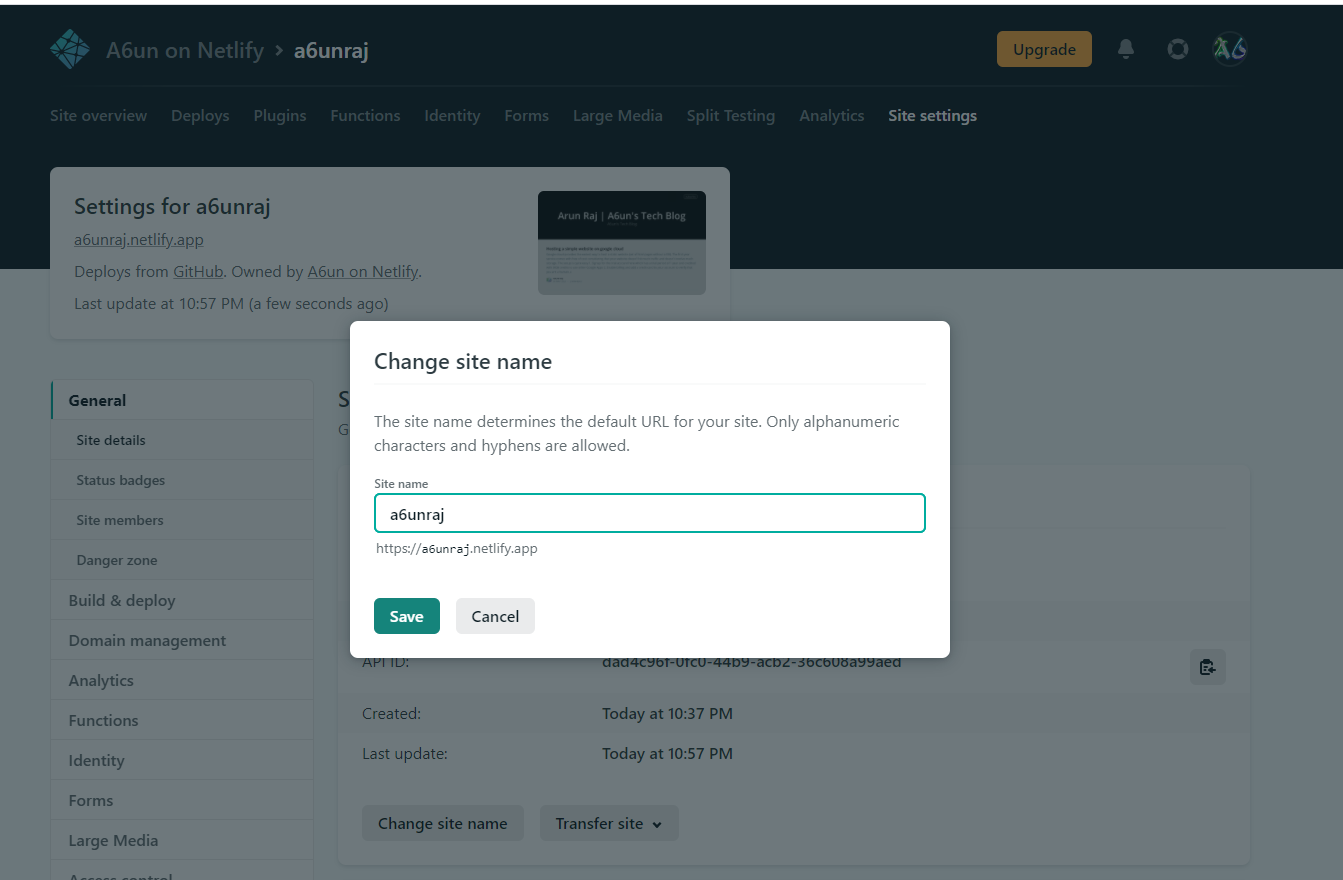 A6un on Netlify > a6unraj
Upgrade
Site overview Deploys Plugins Functions Identity Forms Large Media Split Testing Analytics Site settings
Settings for a6unraj
a6unraj.netlify.app
Deploys from GitHub. Owned by A6un on Netlify.
Last update at 10:57 PM (a few seconds ago)
Arun Raj | A6un's Tech Blog
Change site name
The site name determines the default URL for your site. Only alphanumeric
characters and hyphens are allowed.
Site name
a6unraj
https://a6unraj.netlify.app
Save Cancel
General
Site details
Status badges
Site members
Danger zone
Build & deploy
Domain management
Analytics
Functions
Identity
Forms
Large Media
Access control
S
G
API ID: dad4c96f-0fc0-44b9-acb2-36c608a99aed
Created: Today at 10:37 PM
Last update: Today at 10:57 PM
Change site name Transfer site